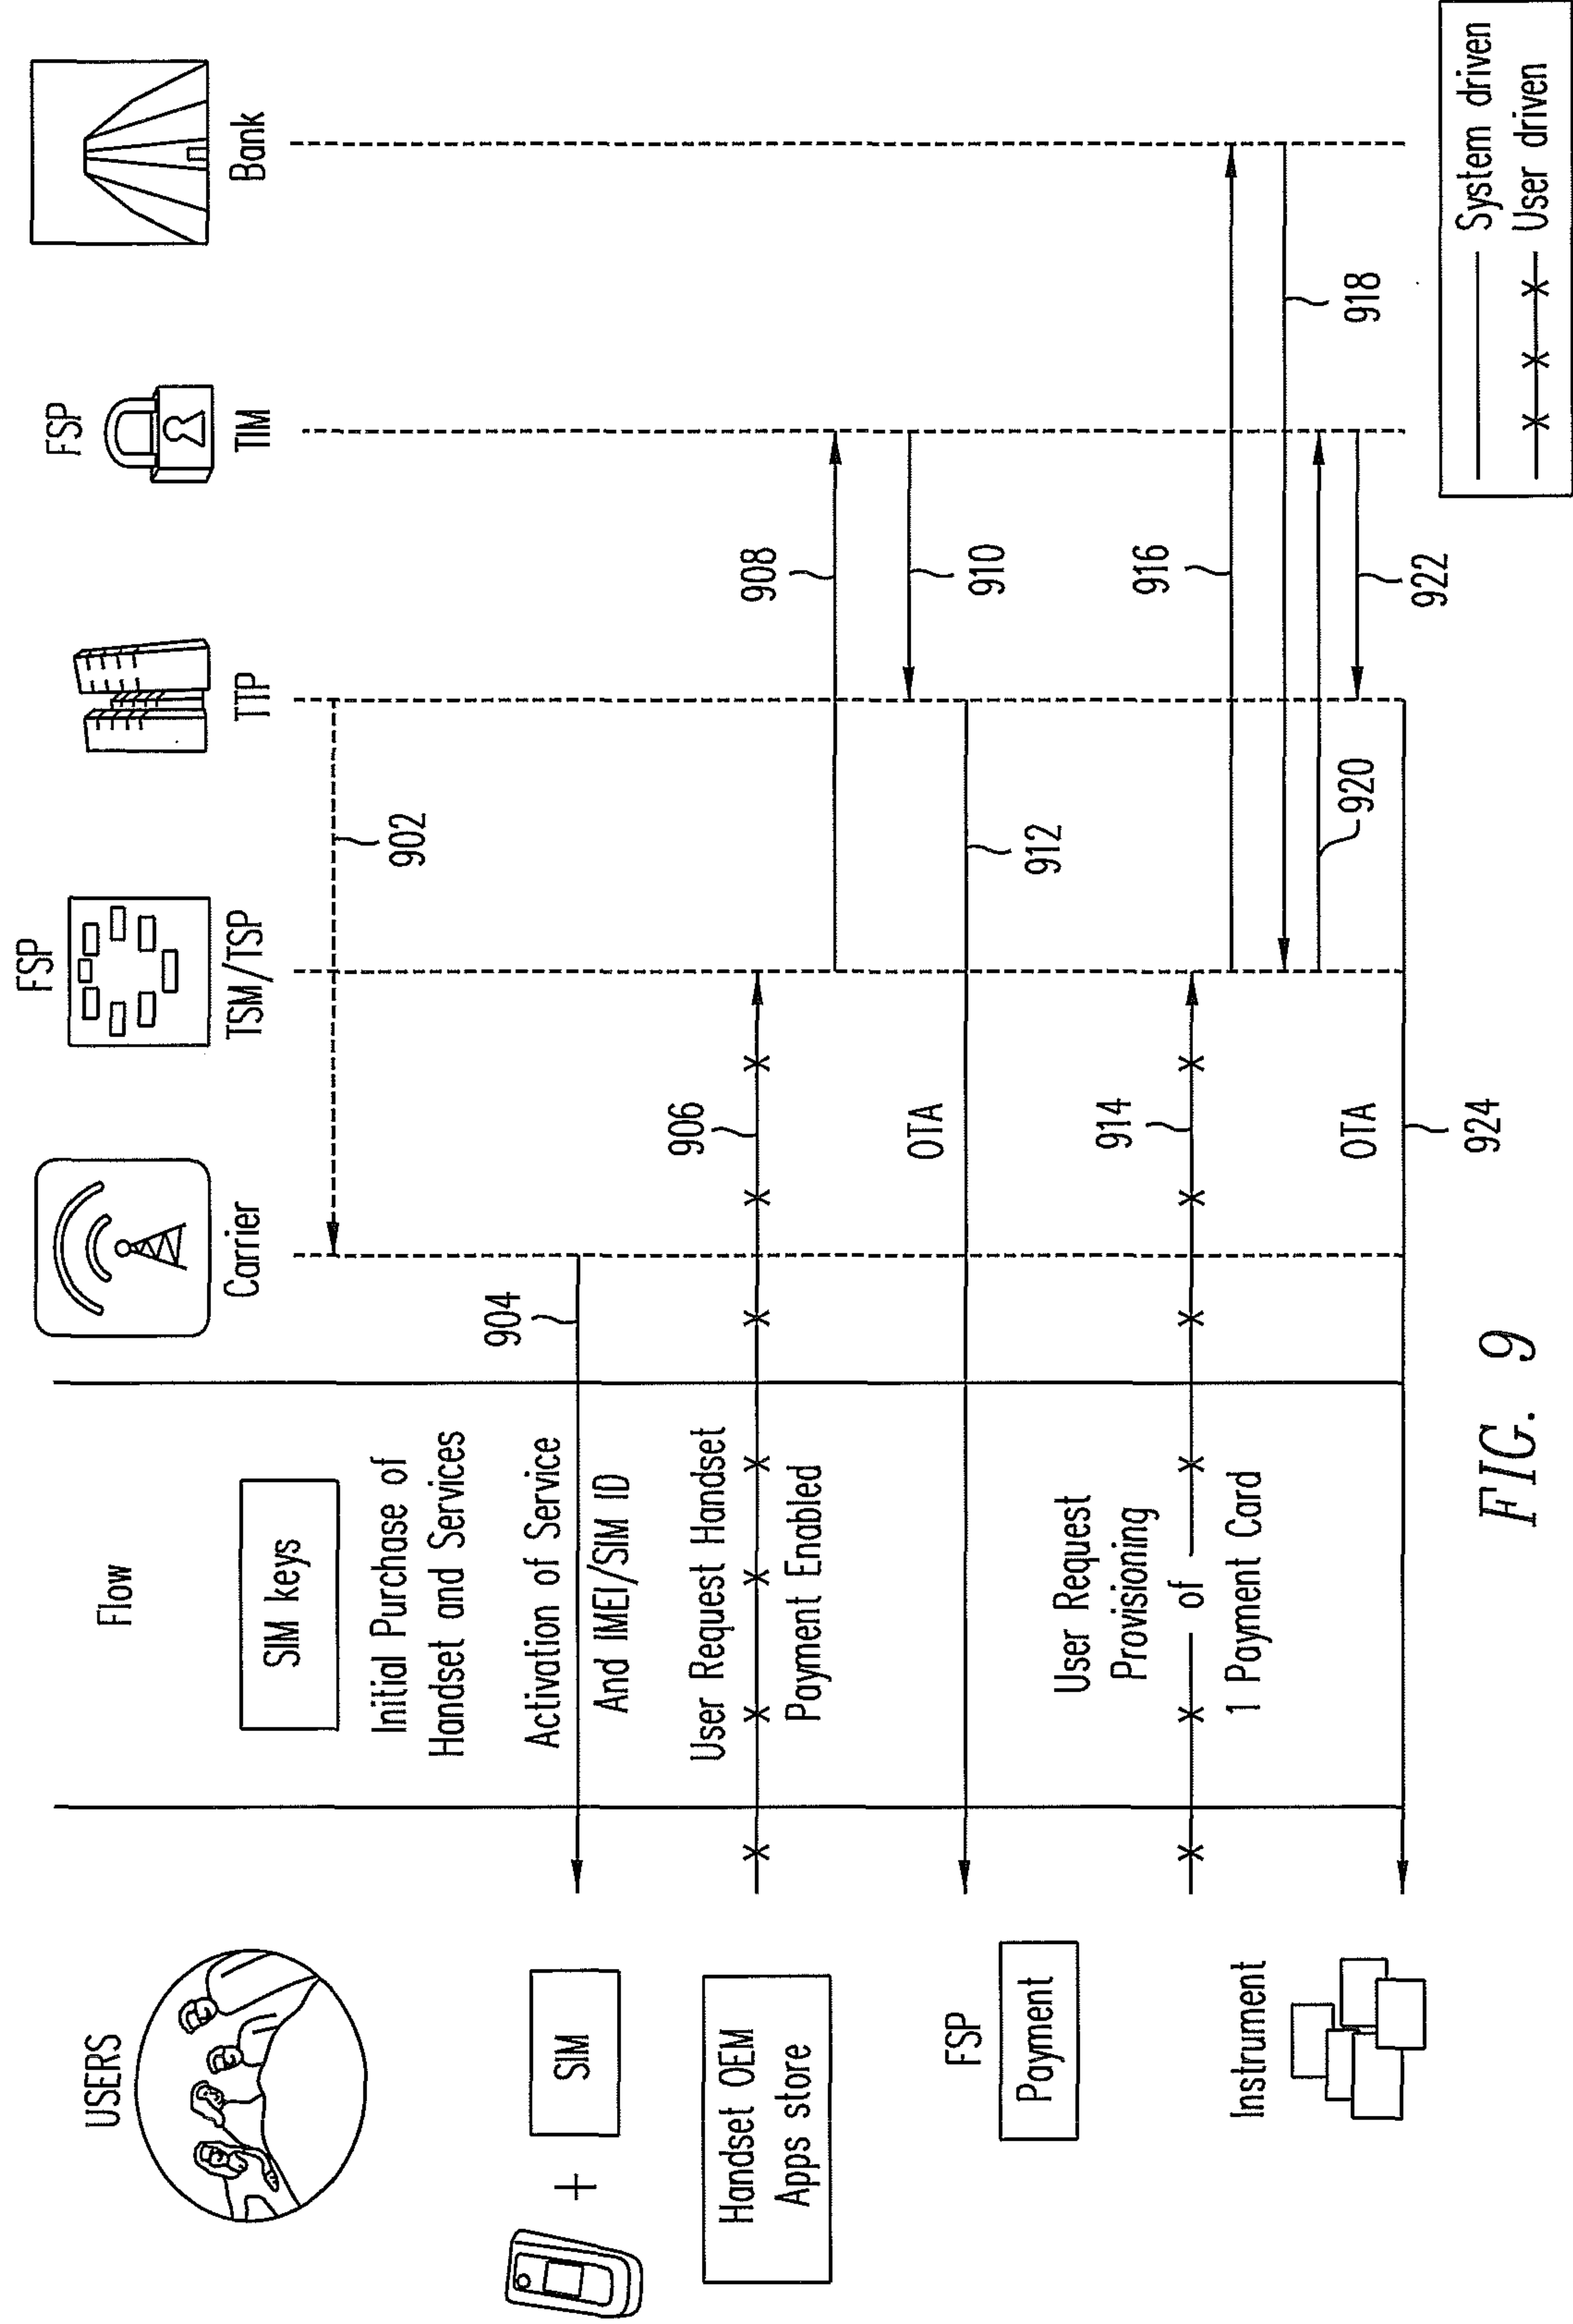 USERS
Flow
Carrier
FSP
TSM/TSP
TTP
FSP
TIM
Bank
SIM keys
902
Initial Purchase of
Handset and Services
SIM
+
Activation of Service
And IMEI/SIM ID
904
Handset OEM
Apps store
User Request Handset
Payment Enabled
906
908
910
OTA
912
FSP
Payment
User Request
Provisioning
of
1 Payment Card
914
916
918
Instrument
920
922
OTA
924
System driven
User driven
FIG. 9